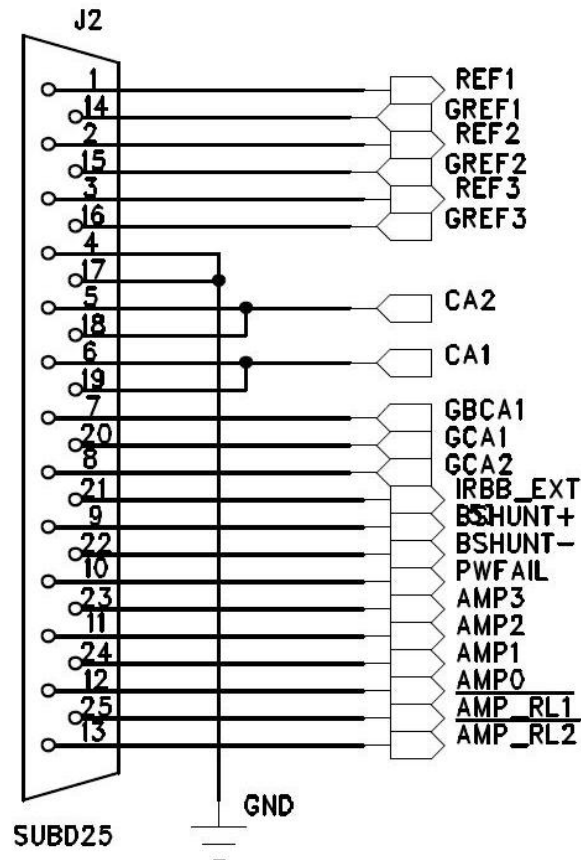 J2
1 REF1
14 GREF1
2 REF2
15 GREF2
3 REF3
16 GREF3
4
17
5 CA2
18
6 CA1
19
7 GBCA1
20 GCA1
8 GCA2
21 IRBB_EXT
9 BSHUNT+
22 BSHUNT-
10 PWFAIL
23 AMP3
11 AMP2
24 AMP1
12 AMP0
25 AMP_RL1
13 AMP_RL2
GND
SUBD25